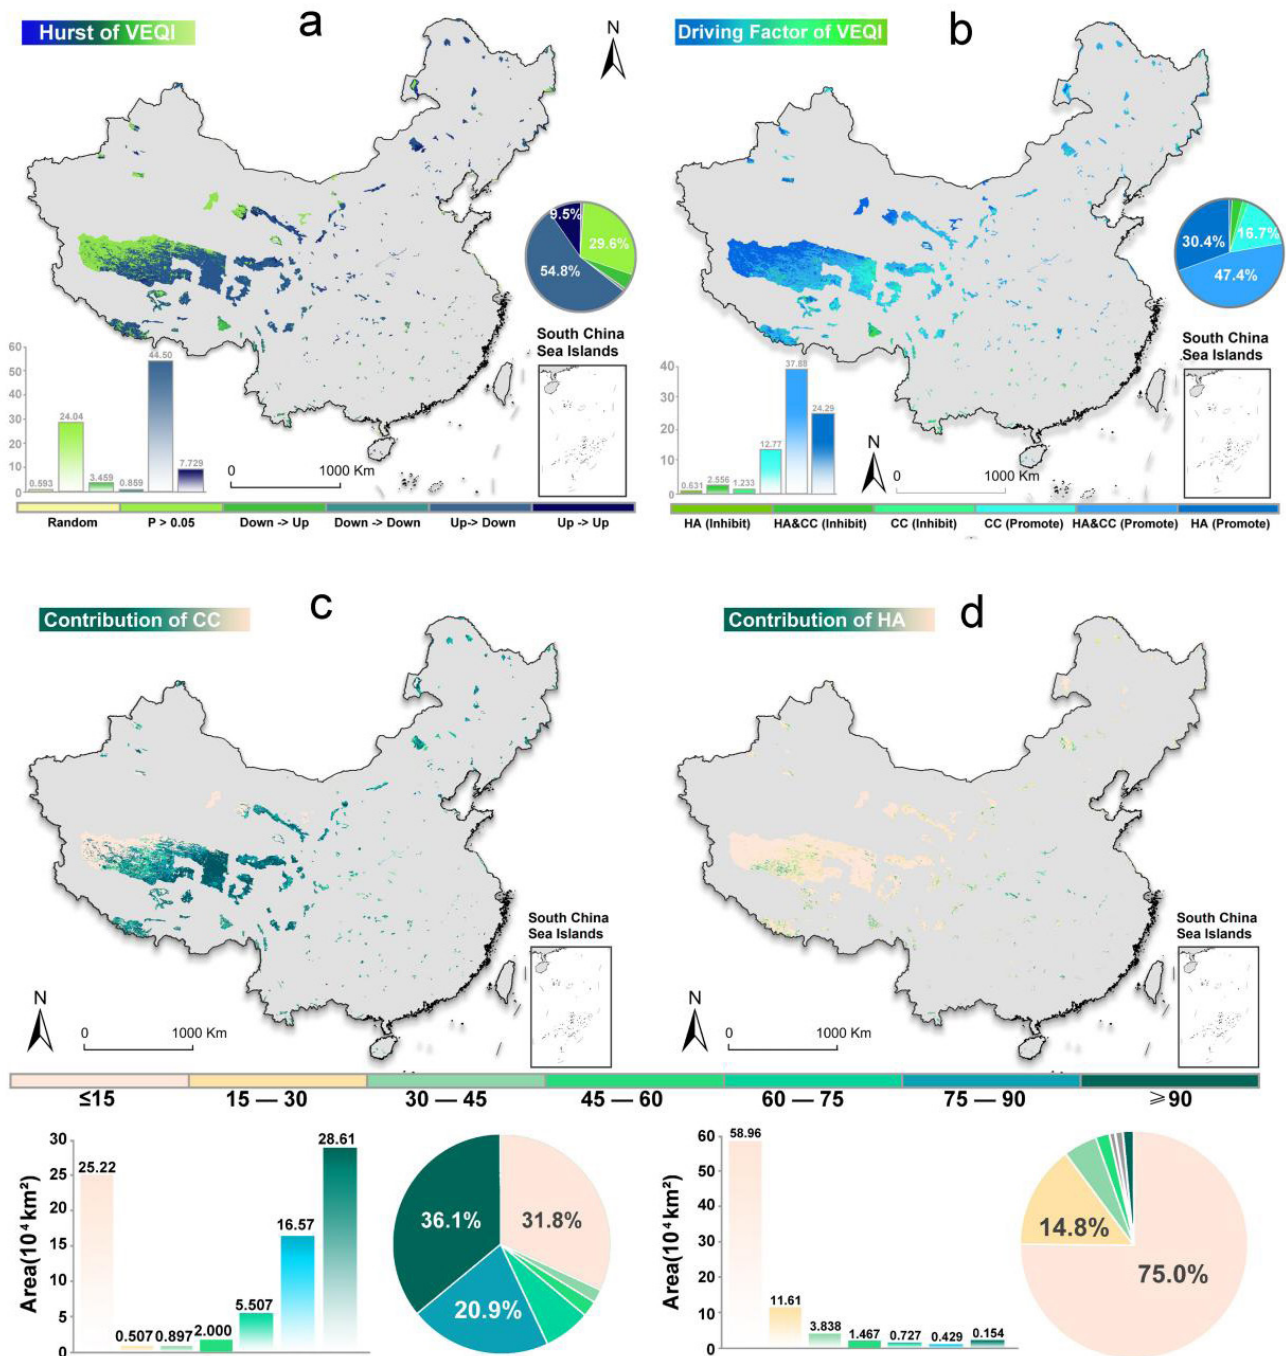 Hurst of VEQI
a
N
9.5%
29.6%
54.8%
South China
Sea Islands
60
50
40
30
20
10
0
0.593
24.04
3.459
0.859
44.50
7.729
0
1000 Km
Random
P > 0.05
Down -> Up
Down -> Down
Up-> Down
Up -> Up
Driving Factor of VEQI
b
30.4%
16.7%
47.4%
South China
Sea Islands
40
30
20
10
0
0.631
2.556
1.233
12.77
37.88
24.29
N
0
1000 Km
HA (Inhibit)
HA&CC (Inhibit)
CC (Inhibit)
CC (Promote)
HA&CC (Promote)
HA (Promote)
Contribution of CC
c
South China
Sea Islands
N
0
1000 Km
Contribution of HA
d
South China
Sea Islands
N
0
1000 Km
≤15
15 — 30
30 — 45
45 — 60
60 — 75
75 — 90
≥90
Area(10⁴km²)
30
25
20
15
10
5
0
25.22
0.507
0.897
2.000
5.507
16.57
28.61
36.1%
31.8%
20.9%
Area(10⁴km²)
60
50
40
30
20
10
0
58.96
11.61
3.838
1.467
0.727
0.429
0.154
14.8%
75.0%